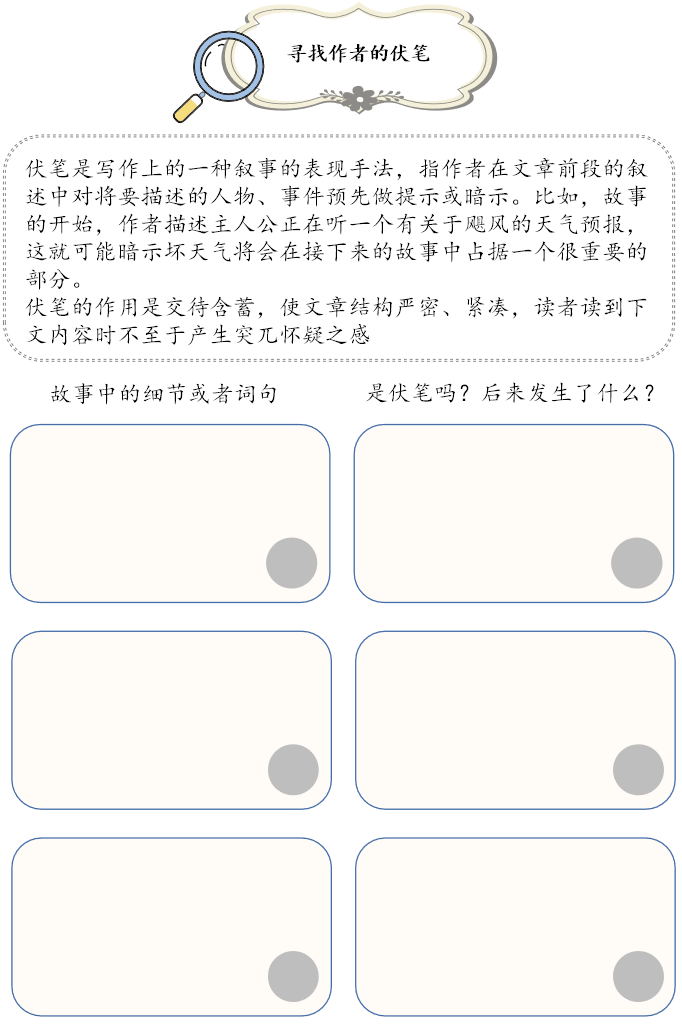 寻找作者的伏笔
伏笔是写作上的一种叙事的表现手法，指作者在文章前段的叙
述中对将要描述的人物、事件预先做提示或暗示。比如，故事
的开始，作者描述主人公正在听一个有关于飓风的天气预报，
这就可能暗示坏天气将会在接下来的故事中占据一个很重要的
部分。
伏笔的作用是交待含蓄，使文章结构严密、紧凑，读者读到下
文内容时不至于产生突兀怀疑之感
故事中的细节或者词句
是伏笔吗？后来发生了什么？